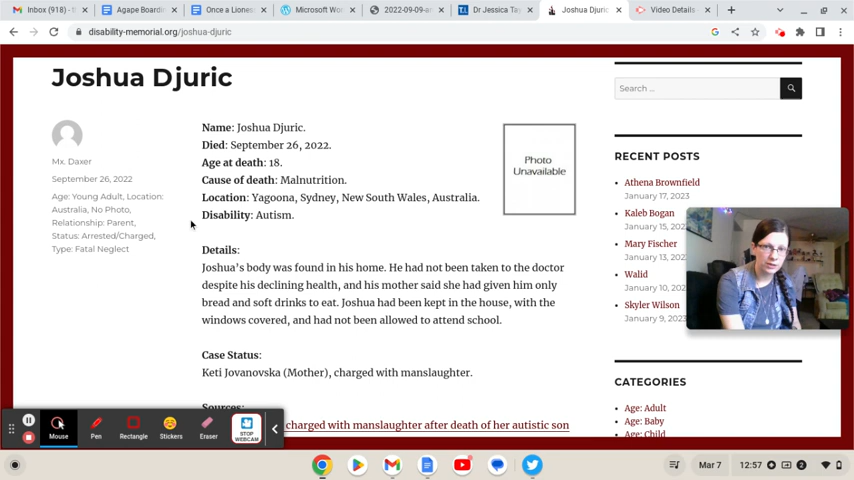 Inbox (918) -
Agape Boardin
Once a Liones
Microsoft Wo
2022-09-09-a
Dr Jessica Ta
Joshua Djuric
Video Details
disability-memorial.org/joshua-djuric
Joshua Djuric
Mx. Daxer
September 26, 2022
Age: Young Adult, Location:
Australia, No Photo,
Relationship: Parent,
Status: Arrested/Charged,
Type: Fatal Neglect
Name: Joshua Djuric.
Died: September 26, 2022.
Age at death: 18.
Cause of death: Malnutrition.
Location: Yagoona, Sydney, New South Wales, Australia.
Disability: Autism.
Photo
Unavailable
Details:
Joshua's body was found in his home. He had not been taken to the doctor
despite his declining health, and his mother said she had given him only
bread and soft drinks to eat. Joshua had been kept in the house, with the
windows covered, and had not been allowed to attend school.
Case Status:
Keti Jovanovska (Mother), charged with manslaughter.
Sources:
charged with manslaughter after death of her autistic son
Search …
RECENT POSTS
Athena Brownfield
January 17, 2023
Kaleb Bogan
January 15, 202
Mary Fischer
January 13, 202
Walid
January 10, 202
Skyler Wilson
January 9, 2023
CATEGORIES
Age: Adult
Age: Baby
Age: Child
Mouse
Pen
Rectangle
Stickers
Eraser
STOP
WEBCAM
Mar 7
12:57
2